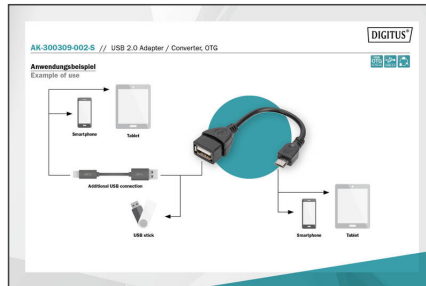 DIGITUS®
AK-300309-002-S // USB 2.0 Adapter / Converter, OTG
Anwendungsbeispiel
Example of use
OTG
Smartphone
Tablet
Additional USB connection
USB stick
Smartphone
Tablet